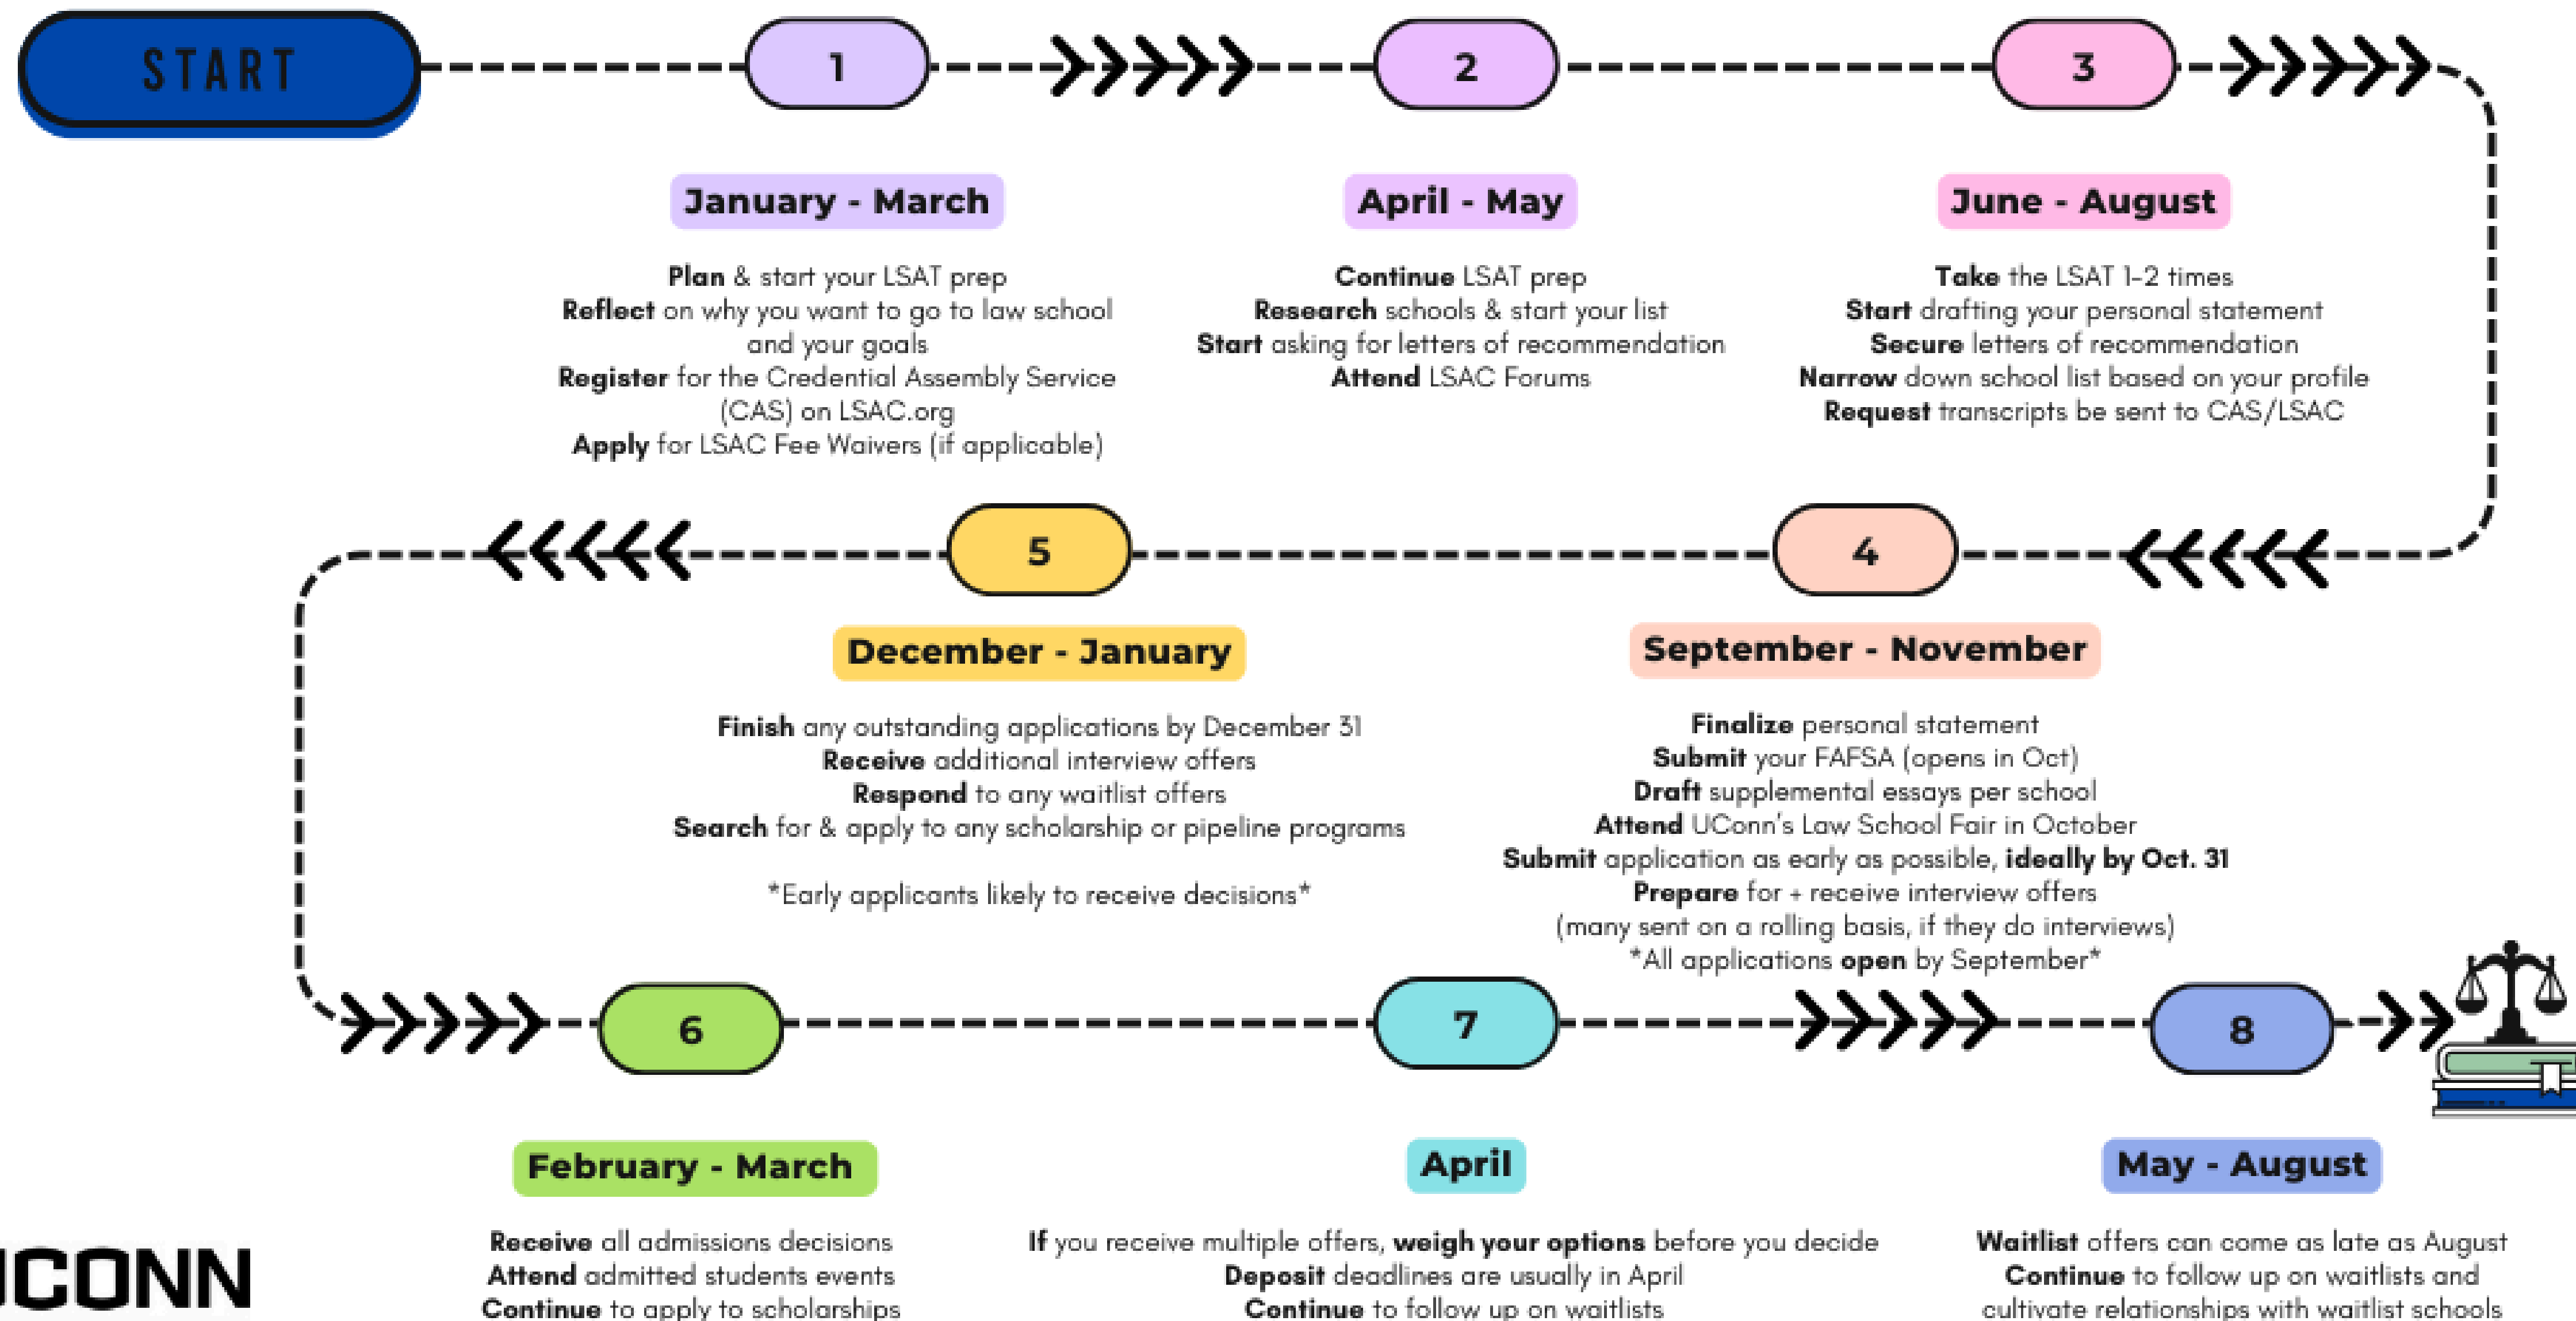 START
1
2
3
January - March
Plan & start your LSAT prep
Reflect on why you want to go to law school
and your goals
Register for the Credential Assembly Service
(CAS) on LSAC.org
Apply for LSAC Fee Waivers (if applicable)
April - May
Continue LSAT prep
Research schools & start your list
Start asking for letters of recommendation
Attend LSAC Forums
June - August
Take the LSAT 1-2 times
Start drafting your personal statement
Secure letters of recommendation
Narrow down school list based on your profile
Request transcripts be sent to CAS/LSAC
4
September - November
Finalize personal statement
Submit your FAFSA (opens in Oct)
Draft supplemental essays per school
Attend UConn's Law School Fair in October
Submit application as early as possible, ideally by Oct. 31
Prepare for + receive interview offers
(many sent on a rolling basis, if they do interviews)
*All applications open by September*
5
December - January
Finish any outstanding applications by December 31
Receive additional interview offers
Respond to any waitlist offers
Search for & apply to any scholarship or pipeline programs
*Early applicants likely to receive decisions*
6
February - March
Receive all admissions decisions
Attend admitted students events
Continue to apply to scholarships
7
April
If you receive multiple offers, weigh your options before you decide
Deposit deadlines are usually in April
Continue to follow up on waitlists
8
May - August
Waitlist offers can come as late as August
Continue to follow up on waitlists and
cultivate relationships with waitlist schools
UCONN